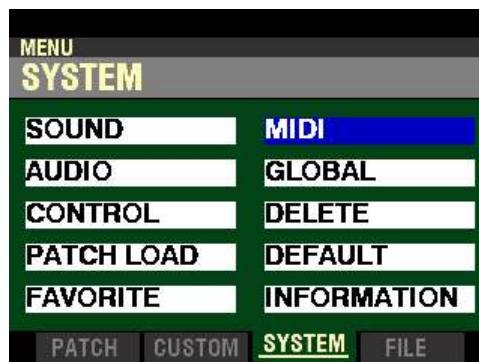 MENU
SYSTEM
SOUND MIDI
AUDIO GLOBAL
CONTROL DELETE
PATCH LOAD DEFAULT
FAVORITE INFORMATION
PATCH CUSTOM SYSTEM FILE